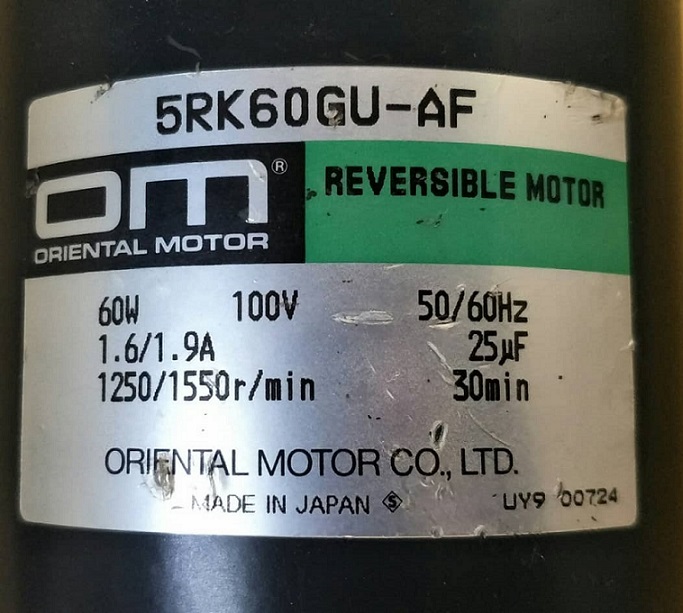 5RK60GU-AF
om®
ORIENTAL MOTOR
REVERSIBLE MOTOR
60W 100V 50/60Hz
1.6/1.9A 25µF
1250/1550r/min 30min
ORIENTAL MOTOR CO., LTD.
MADE IN JAPAN S UY9 00724